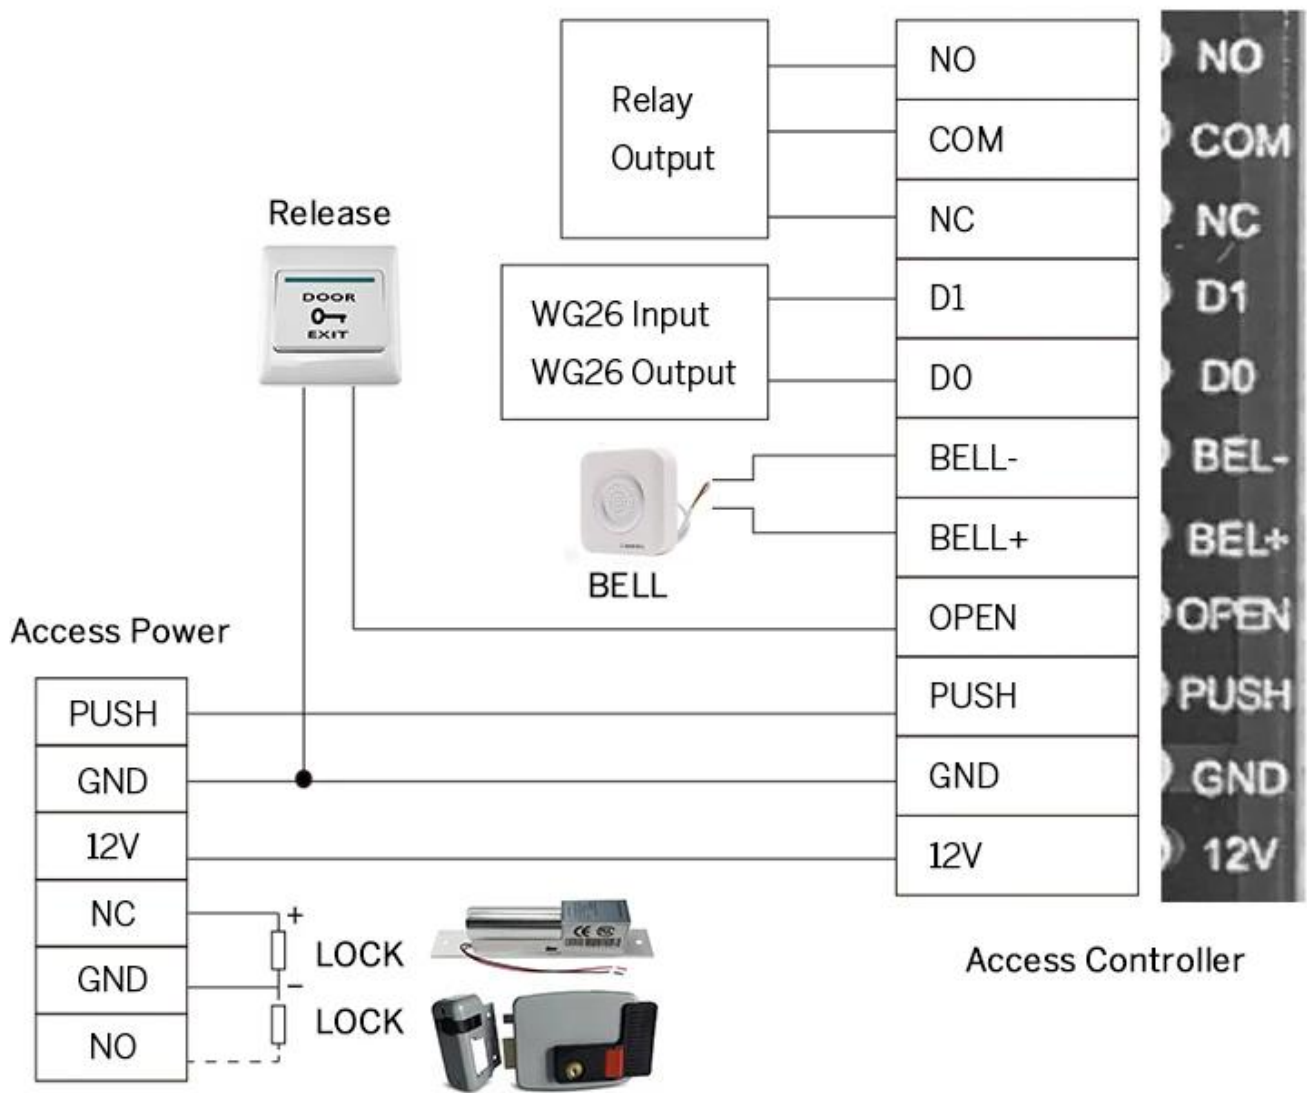 Relay
Output
NO
COM
NC
D1
D0
BELL-
BELL+
OPEN
PUSH
GND
12V
NO
COM
NC
D1
D0
BEL-
BEL+
OPEN
PUSH
GND
12V
Release
DOOR
EXIT
WG26 Input
WG26 Output
BELL
Access Power
PUSH
GND
12V
NC
GND
NO
+
LOCK
-
LOCK
CE
Access Controller